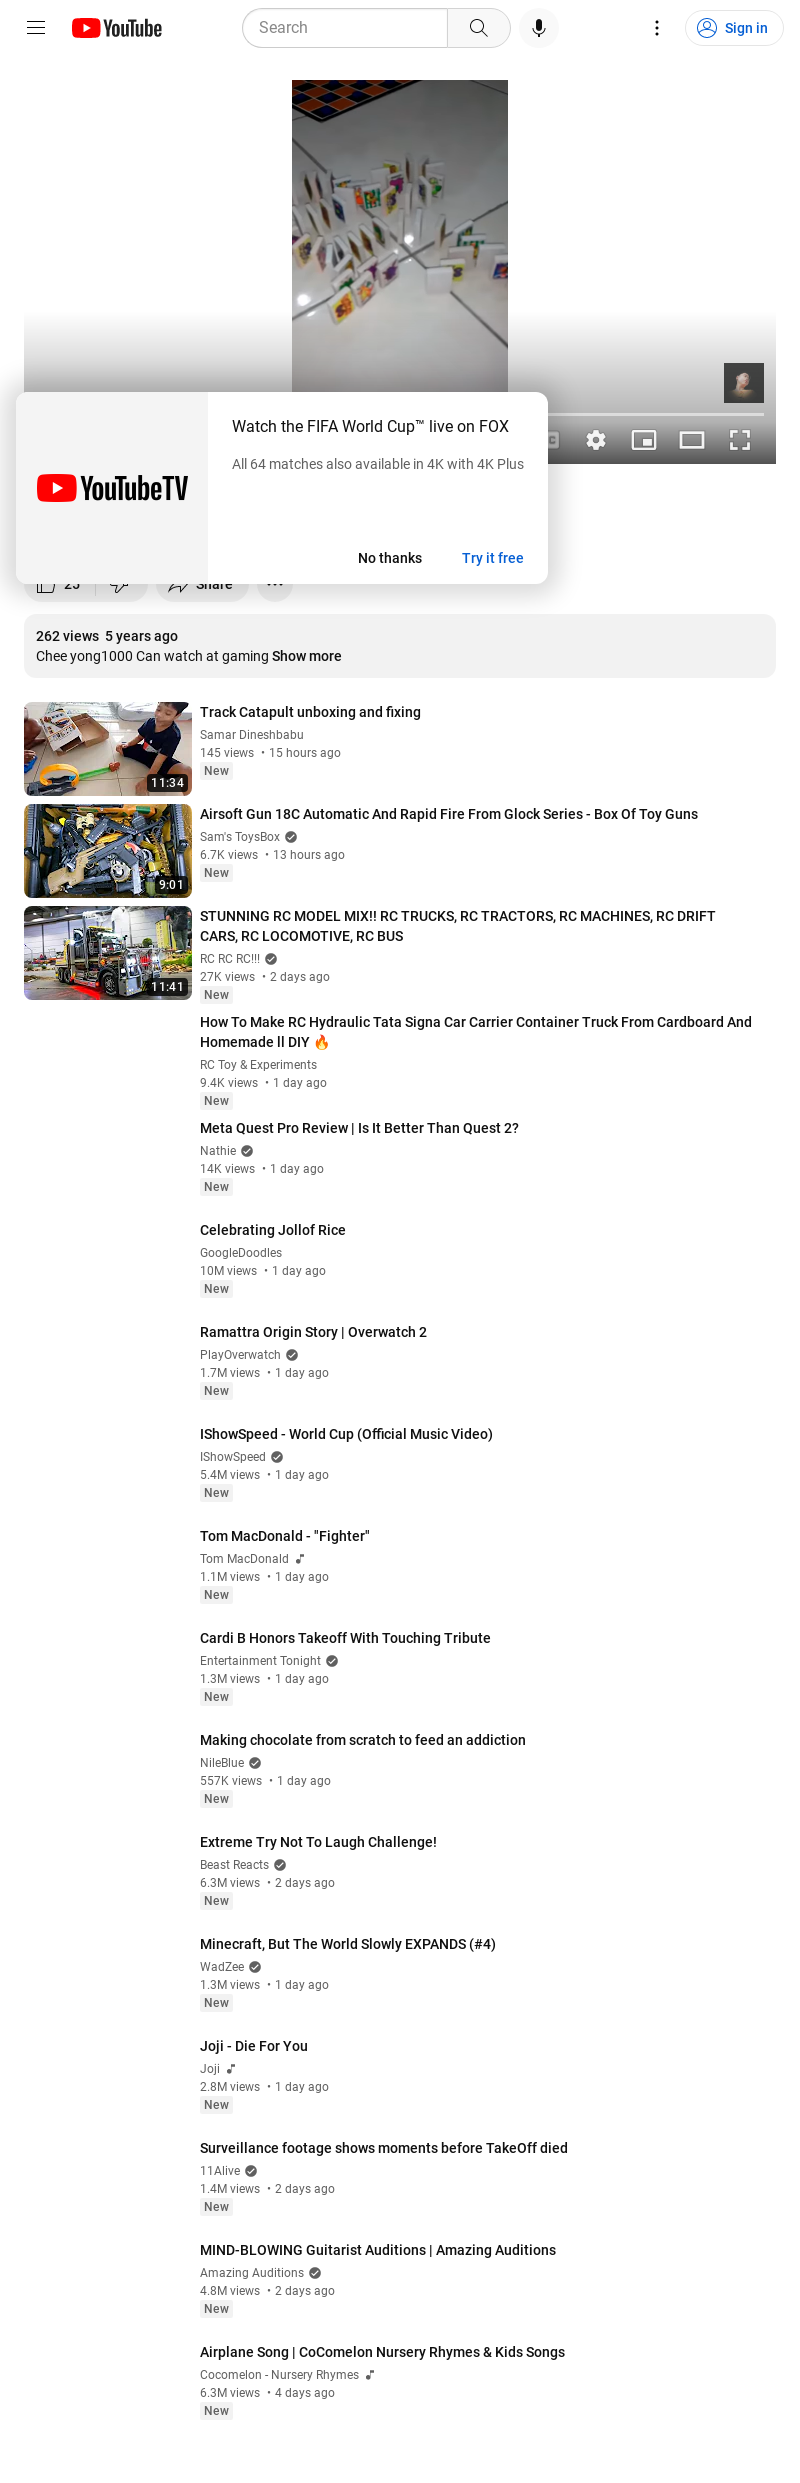 YouTube
Search
Sign in
Watch the FIFA World Cup™ live on FOX
All 64 matches also available in 4K with 4K Plus
YouTubeTV
No thanks
Try it free
25
Share
262 views 5 years ago
Chee yong1000 Can watch at gaming Show more
Track Catapult unboxing and fixing
Samar Dineshbabu
145 views • 15 hours ago
New
11:34
Airsoft Gun 18C Automatic And Rapid Fire From Glock Series - Box Of Toy Guns
Sam's ToysBox
6.7K views • 13 hours ago
New
9:01
STUNNING RC MODEL MIX!! RC TRUCKS, RC TRACTORS, RC MACHINES, RC DRIFT
CARS, RC LOCOMOTIVE, RC BUS
RC RC RC!!!
27K views • 2 days ago
New
11:41
How To Make RC Hydraulic Tata Signa Car Carrier Container Truck From Cardboard And
Homemade ll DIY 🔥
RC Toy & Experiments
9.4K views • 1 day ago
New
Meta Quest Pro Review | Is It Better Than Quest 2?
Nathie
14K views • 1 day ago
New
Celebrating Jollof Rice
GoogleDoodles
10M views • 1 day ago
New
Ramattra Origin Story | Overwatch 2
PlayOverwatch
1.7M views • 1 day ago
New
IShowSpeed - World Cup (Official Music Video)
IShowSpeed
5.4M views • 1 day ago
New
Tom MacDonald - "Fighter"
Tom MacDonald
1.1M views • 1 day ago
New
Cardi B Honors Takeoff With Touching Tribute
Entertainment Tonight
1.3M views • 1 day ago
New
Making chocolate from scratch to feed an addiction
NileBlue
557K views • 1 day ago
New
Extreme Try Not To Laugh Challenge!
Beast Reacts
6.3M views • 2 days ago
New
Minecraft, But The World Slowly EXPANDS (#4)
WadZee
1.3M views • 1 day ago
New
Joji - Die For You
Joji
2.8M views • 1 day ago
New
Surveillance footage shows moments before TakeOff died
11Alive
1.4M views • 2 days ago
New
MIND-BLOWING Guitarist Auditions | Amazing Auditions
Amazing Auditions
4.8M views • 2 days ago
New
Airplane Song | CoComelon Nursery Rhymes & Kids Songs
Cocomelon - Nursery Rhymes
6.3M views • 4 days ago
New